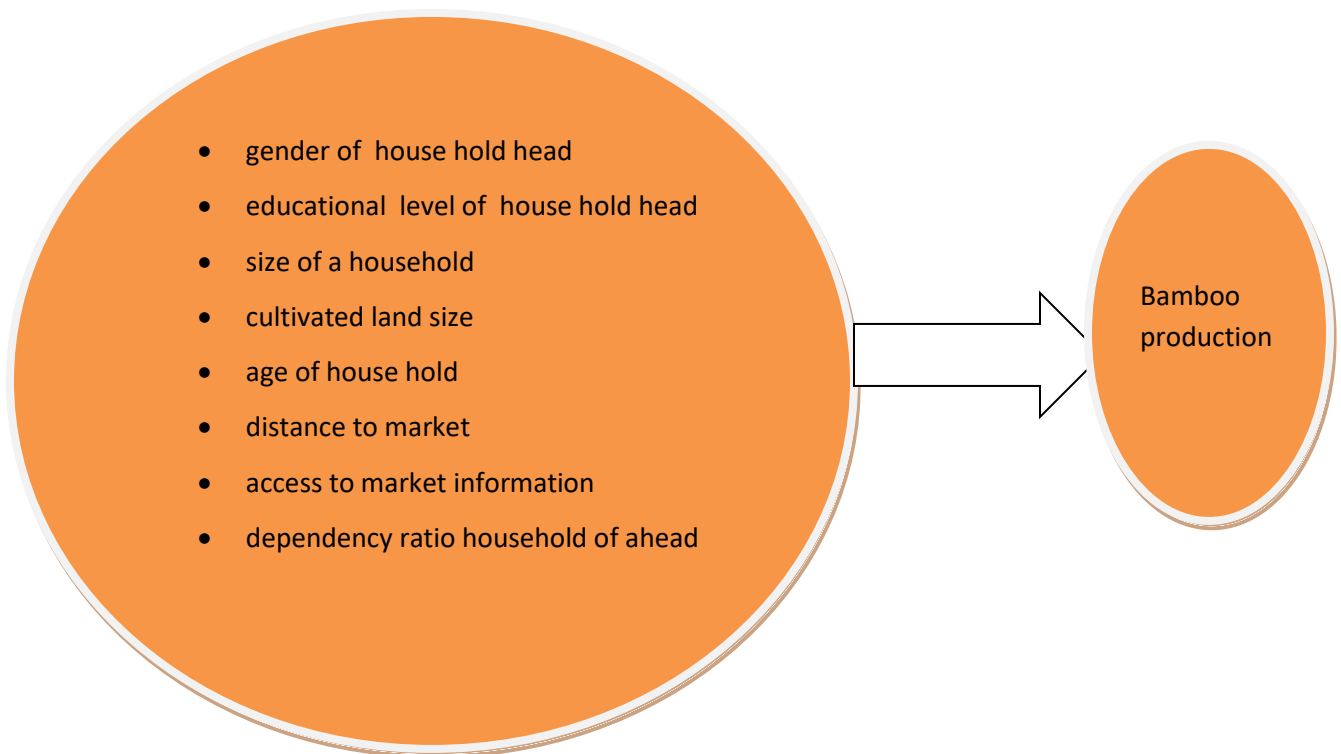 • gender of house hold head
• educational level of house hold head
• size of a household
• cultivated land size
• age of house hold
• distance to market
• access to market information
• dependency ratio household of ahead
Bamboo
production